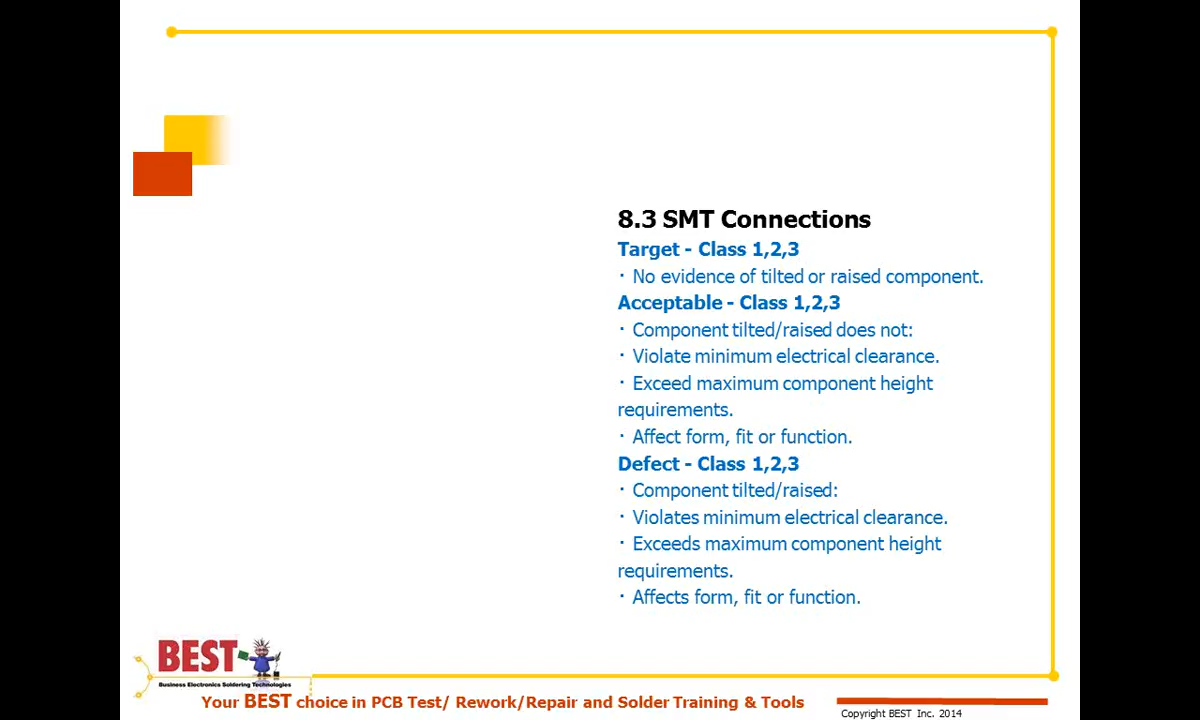 8.3 SMT Connections
Target - Class 1,2,3
· No evidence of tilted or raised component.
Acceptable - Class 1,2,3
· Component tilted/raised does not:
· Violate minimum electrical clearance.
· Exceed maximum component height
requirements.
· Affect form, fit or function.
Defect - Class 1,2,3
· Component tilted/raised:
· Violates minimum electrical clearance.
· Exceeds maximum component height
requirements.
· Affects form, fit or function.
BEST
Business Electronics Soldering Technologies
Your BEST choice in PCB Test/ Rework/Repair and Solder Training & Tools
Copyright BEST Inc. 2014